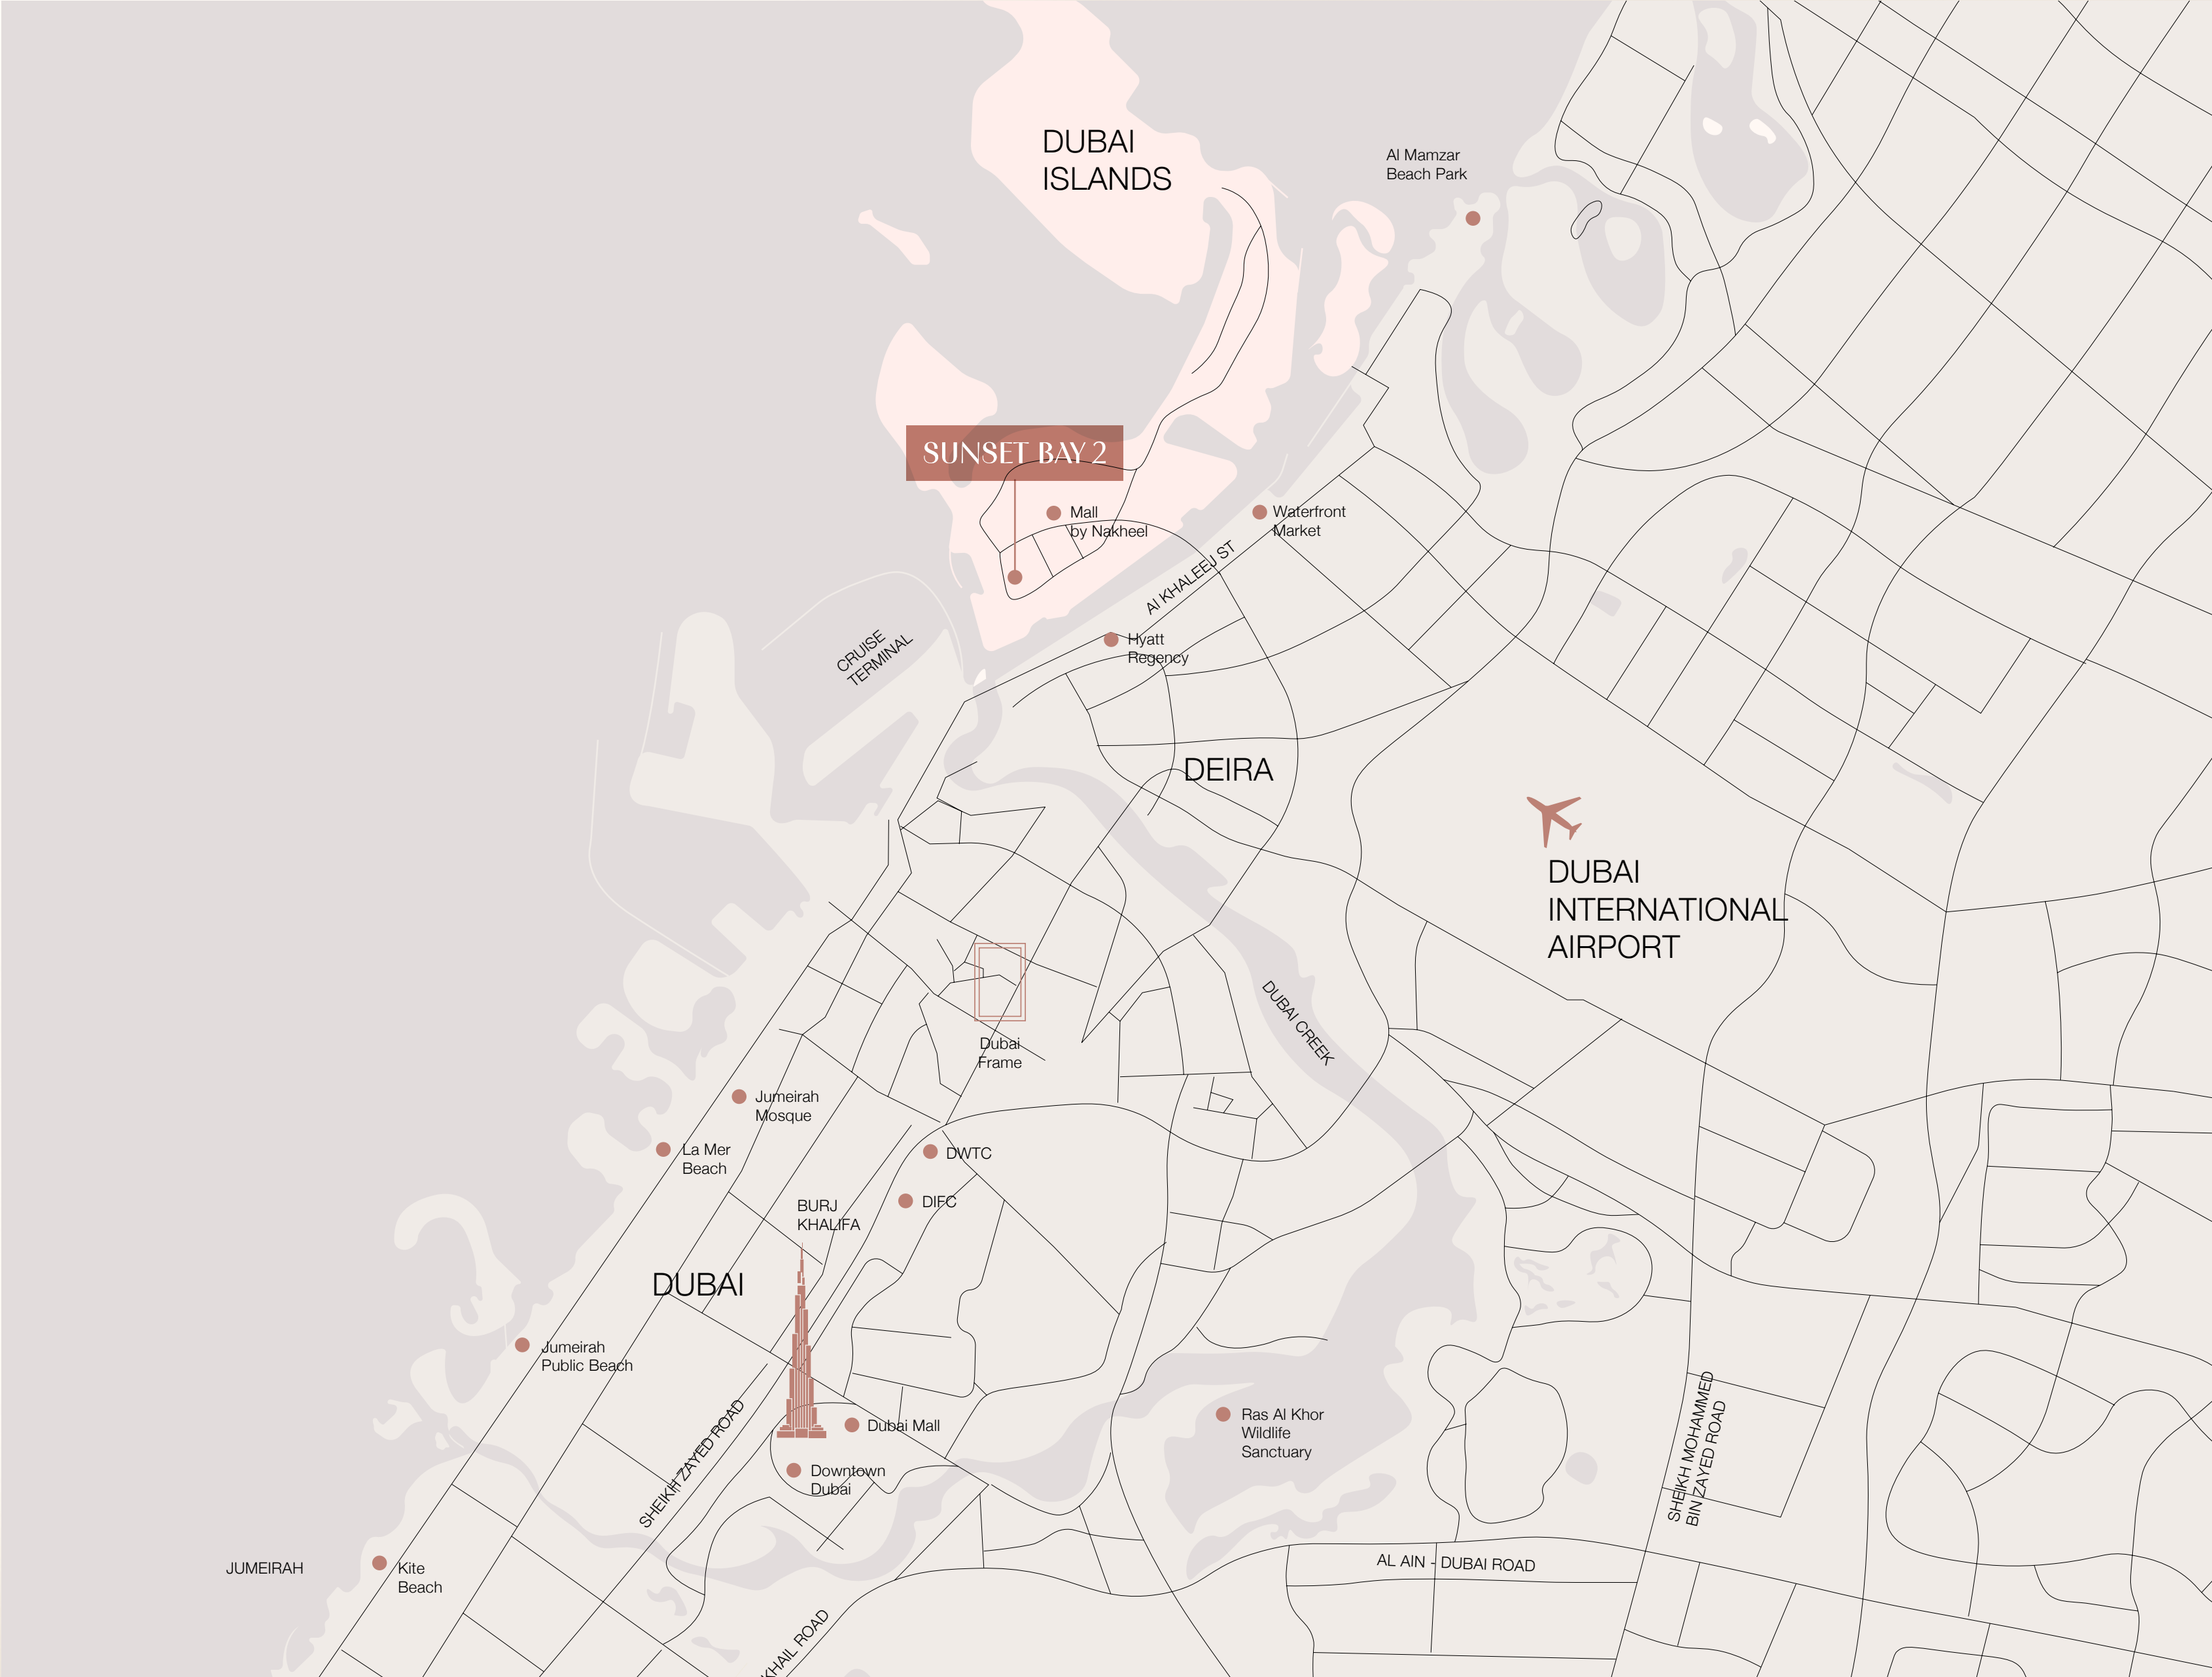 DUBAI
ISLANDS
Al Mamzar
Beach Park
SUNSET BAY 2
Mall
by Nakheel
Waterfront
Market
Al KHALEEJ ST
Hyatt
Regency
CRUISE
TERMINAL
DEIRA
DUBAI
INTERNATIONAL
AIRPORT
DUBAI CREEK
Dubai
Frame
Jumeirah
Mosque
La Mer
Beach
DWTC
DIFC
BURJ
KHALIFA
DUBAI
Jumeirah
Public Beach
Dubai Mall
Downtown
Dubai
SHEIKH ZAYED ROAD
Ras Al Khor
Wildlife
Sanctuary
SHEIKH MOHAMMED
BIN ZAYED ROAD
JUMEIRAH
Kite
Beach
AL AIN - DUBAI ROAD
KHAIL ROAD